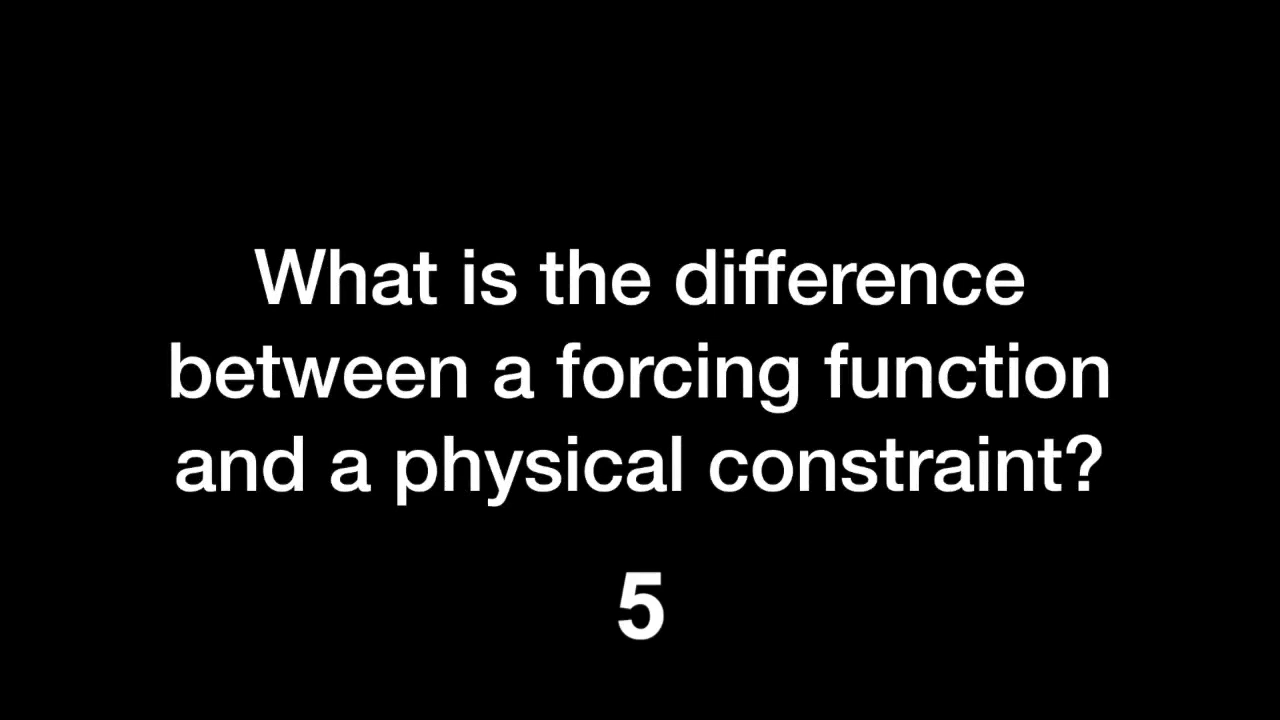 What is the difference
between a forcing function
and a physical constraint?
5